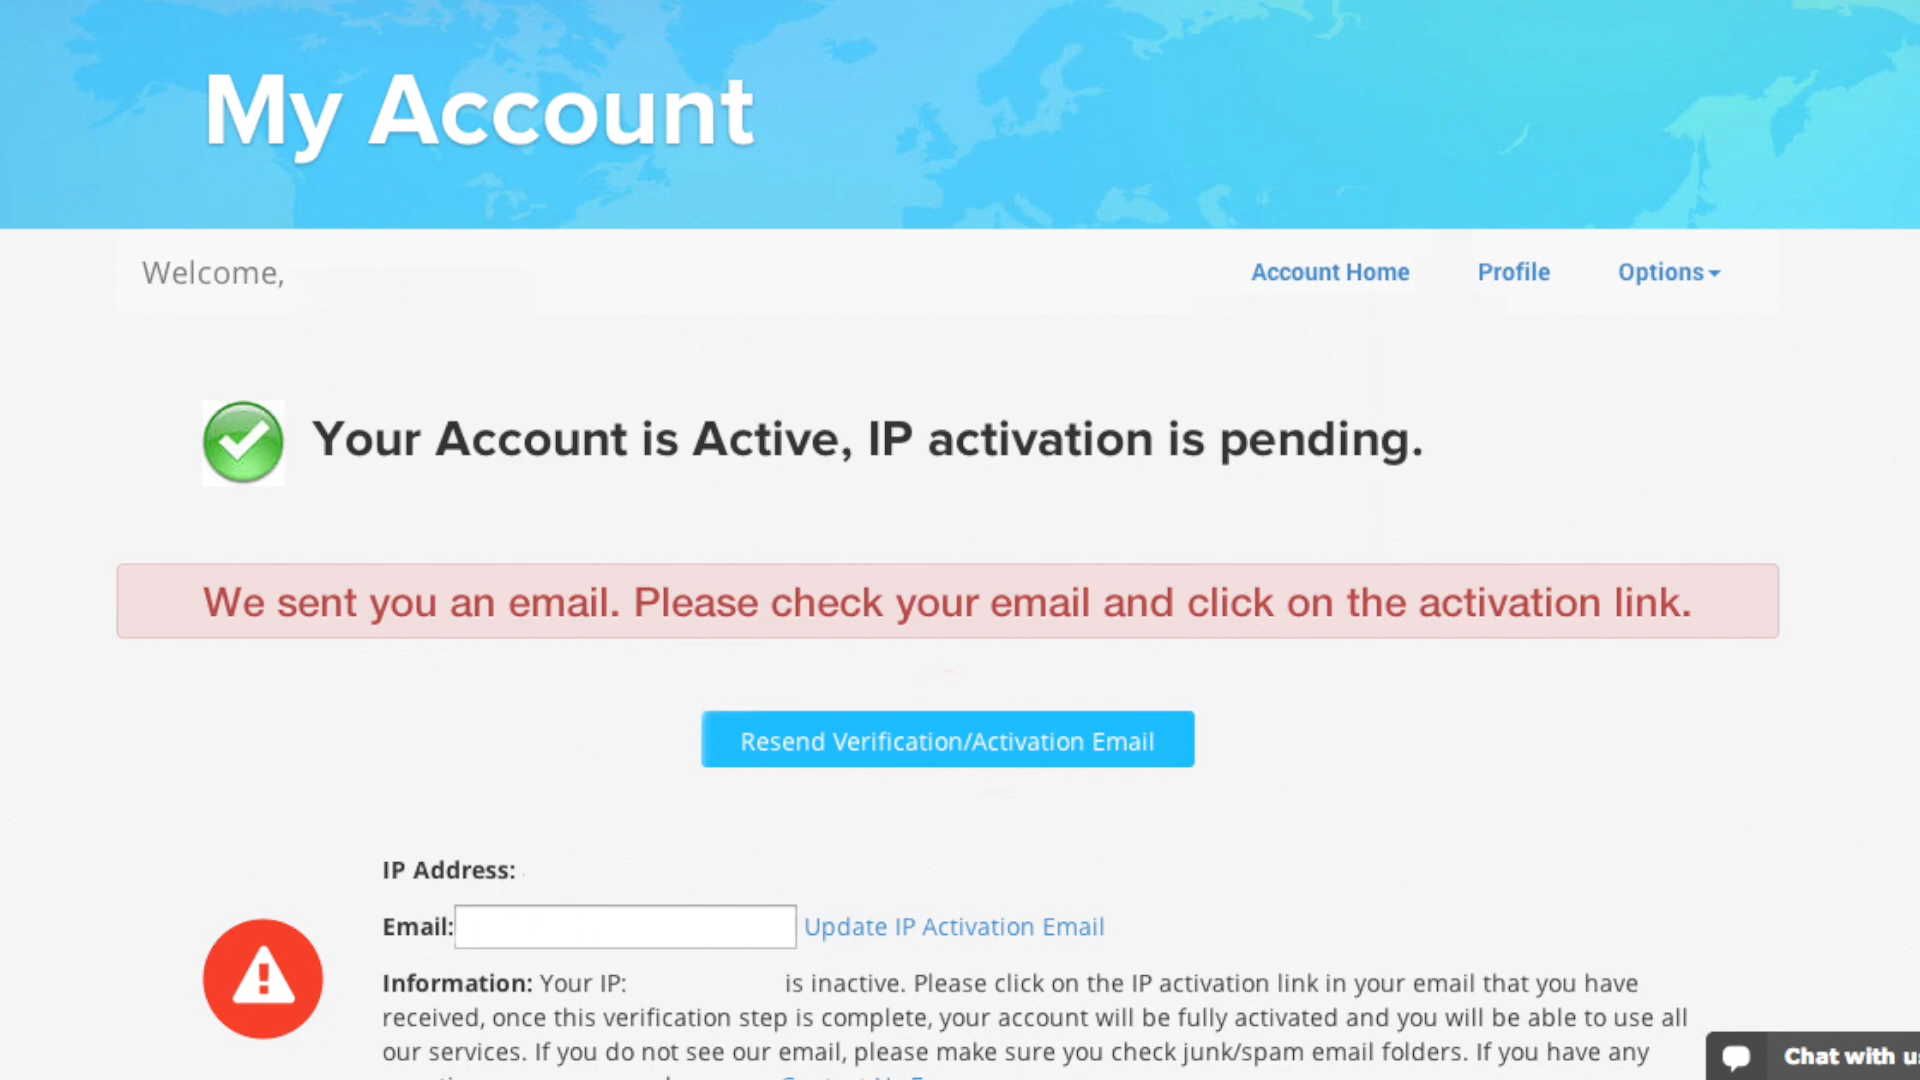 My Account
Welcome,
Account Home
Profile
Options
Your Account is Active, IP activation is pending.
We sent you an email. Please check your email and click on the activation link.
Resend Verification/Activation Email
IP Address:
Email:
Update IP Activation Email
Information: Your IP: is inactive. Please click on the IP activation link in your email that you have
received, once this verification step is complete, your account will be fully activated and you will be able to use all
our services. If you do not see our email, please make sure you check junk/spam email folders. If you have any
Chat with